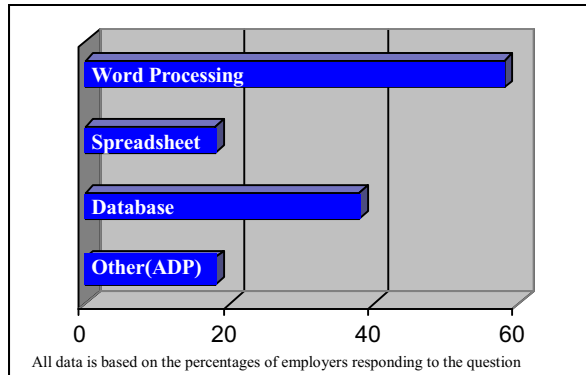 Word Processing
Spreadsheet
Database
Other(ADP)
0 20 40 60
All data is based on the percentages of employers responding to the question